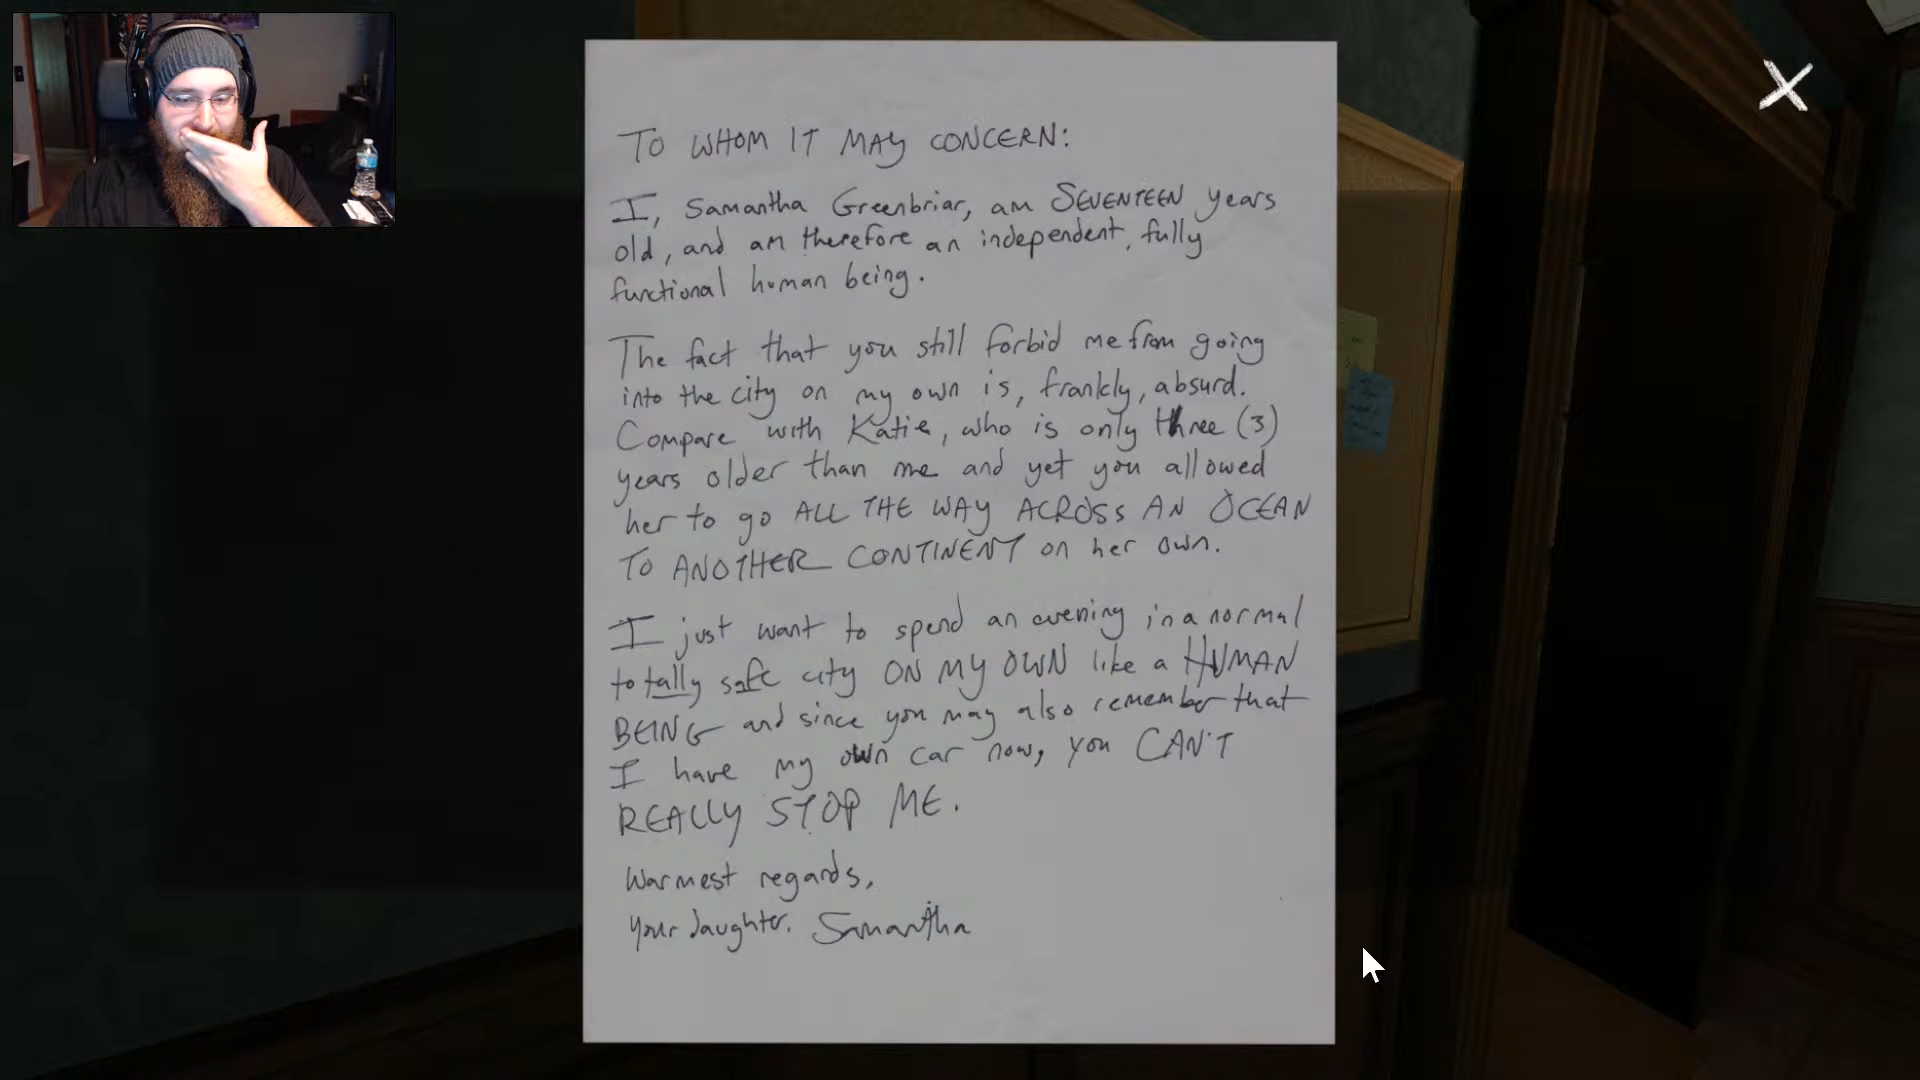 TO WHOM IT MAY CONCERN:
I, Samantha Greenbriar, am SEVENTEEN years
old, and am therefore an independent, fully
functional human being.
The fact that you still forbid me from going
into the city on my own is, frankly, absurd.
Compare with Katie, who is only three (3)
years older than me and yet you allowed
her to go ALL THE WAY ACROSS AN OCEAN
TO ANOTHER CONTINENT on her own.
I just want to spend an evening in a normal
totally safe city ON MY OWN like a HUMAN
BEING and since you may also remember that
I have my own car now, you CAN'T
REALLY STOP ME.
Warmest regards,
Your daughter. Samantha